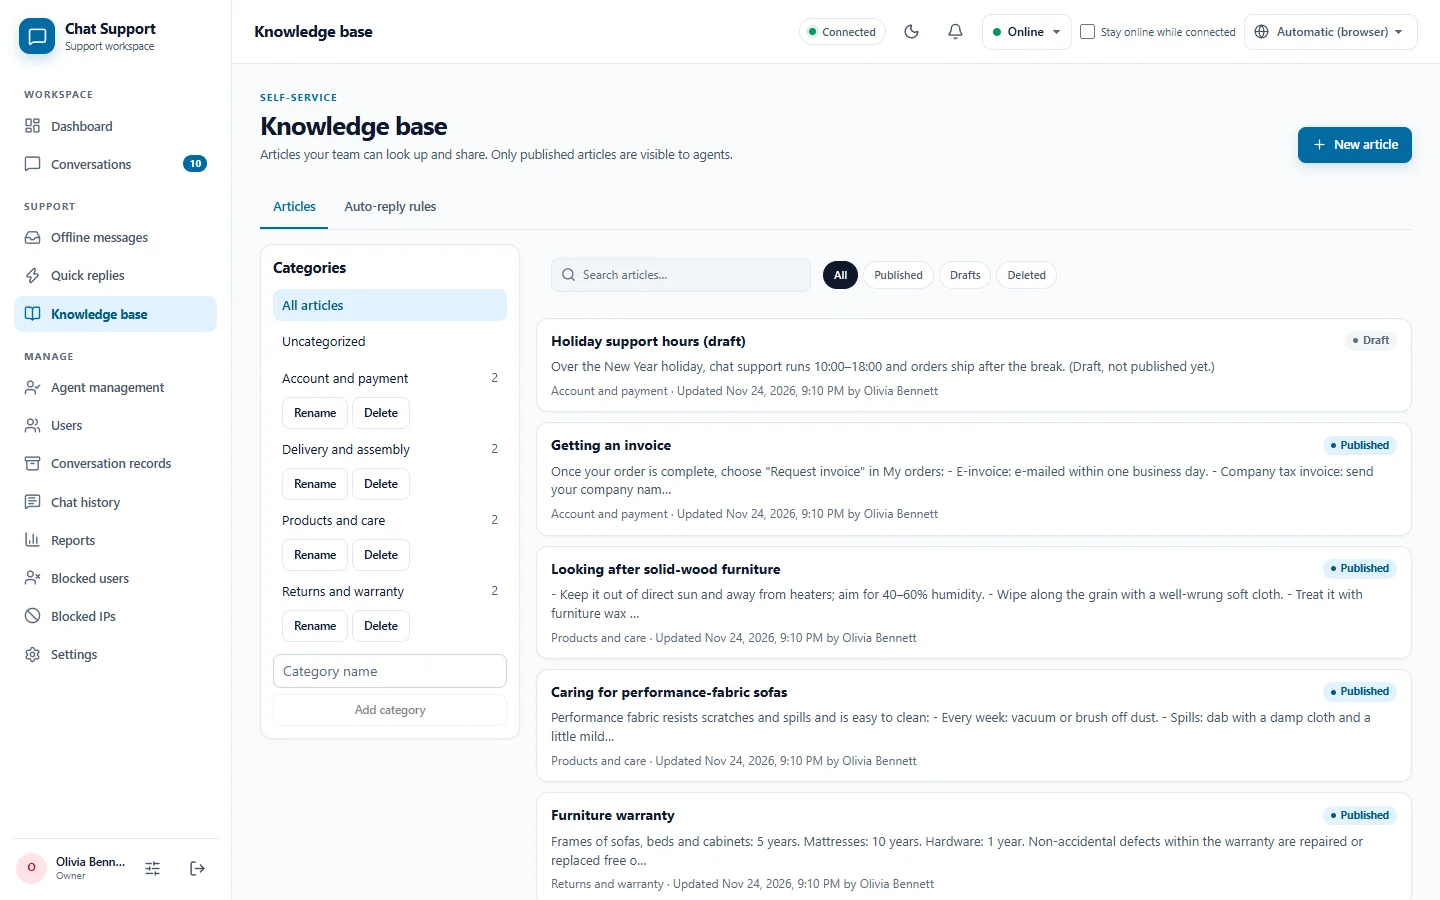 Chat Support
Support workspace
WORKSPACE
Dashboard
Conversations 10
SUPPORT
Offline messages
Quick replies
Knowledge base
MANAGE
Agent management
Users
Conversation records
Chat history
Reports
Blocked users
Blocked IPs
Settings
O
Olivia Benn...
Owner
Knowledge base
Connected
Online
Stay online while connected
Automatic (browser)
SELF-SERVICE
Knowledge base
Articles your team can look up and share. Only published articles are visible to agents.
New article
Articles
Auto-reply rules
Categories
All articles
Uncategorized
Account and payment 2
Rename Delete
Delivery and assembly 2
Rename Delete
Products and care 2
Rename Delete
Returns and warranty 2
Rename Delete
Category name
Add category
Search articles...
All
Published
Drafts
Deleted
Holiday support hours (draft)
Draft
Over the New Year holiday, chat support runs 10:00–18:00 and orders ship after the break. (Draft, not published yet.)
Account and payment · Updated Nov 24, 2026, 9:10 PM by Olivia Bennett
Getting an invoice
Published
Once your order is complete, choose "Request invoice" in My orders: - E-invoice: e-mailed within one business day. - Company tax invoice: send
your company nam...
Account and payment · Updated Nov 24, 2026, 9:10 PM by Olivia Bennett
Looking after solid-wood furniture
Published
- Keep it out of direct sun and away from heaters; aim for 40–60% humidity. - Wipe along the grain with a well-wrung soft cloth. - Treat it with
furniture wax ...
Products and care · Updated Nov 24, 2026, 9:10 PM by Olivia Bennett
Caring for performance-fabric sofas
Published
Performance fabric resists scratches and spills and is easy to clean: - Every week: vacuum or brush off dust. - Spills: dab with a damp cloth and a
little mild...
Products and care · Updated Nov 24, 2026, 9:10 PM by Olivia Bennett
Furniture warranty
Published
Frames of sofas, beds and cabinets: 5 years. Mattresses: 10 years. Hardware: 1 year. Non-accidental defects within the warranty are repaired or
replaced free o...
Returns and warranty · Updated Nov 24, 2026, 9:10 PM by Olivia Bennett